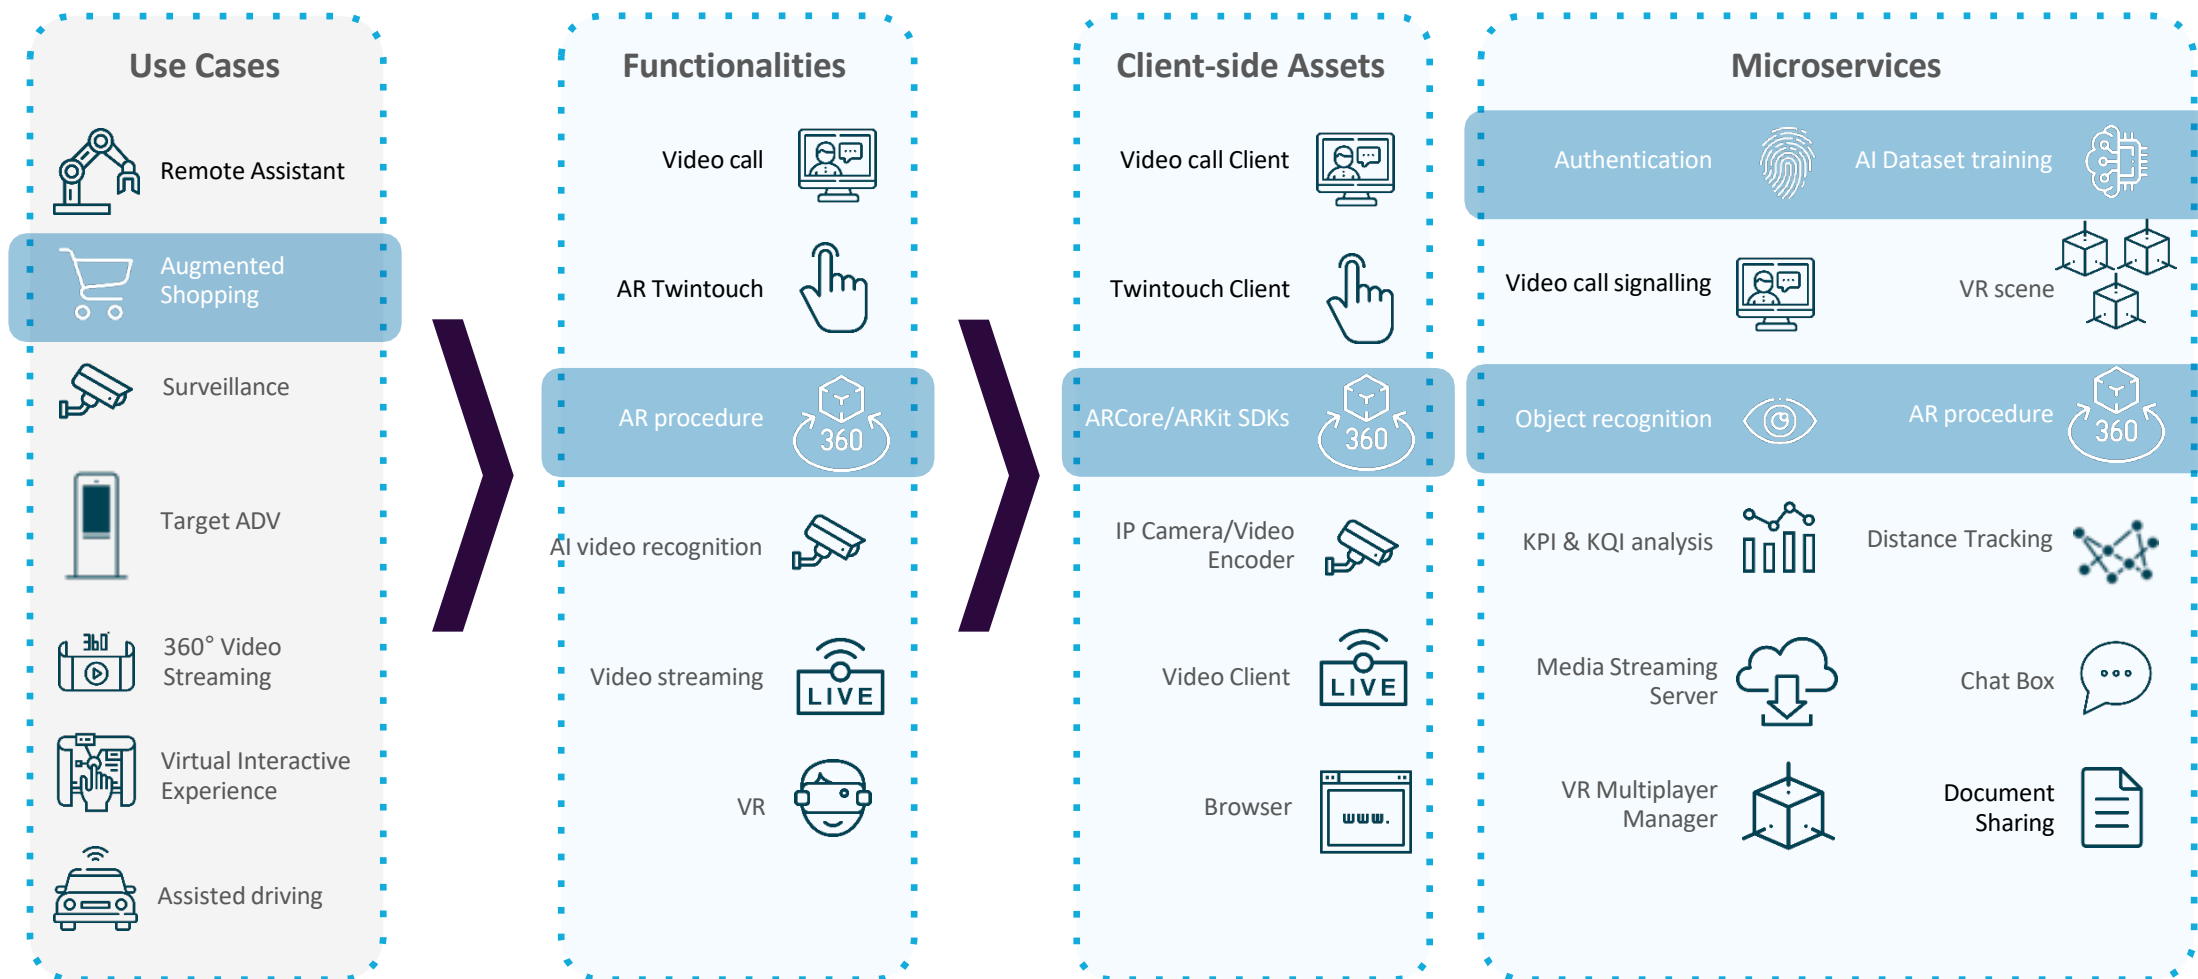 Use Cases
Remote Assistant
Augmented
Shopping
Surveillance
Target ADV
360°
360° Video
Streaming
Virtual Interactive
Experience
Assisted driving
Functionalities
Video call
AR Twintouch
AR procedure
360
AI video recognition
Video streaming
LIVE
VR
Client-side Assets
Video call Client
Twintouch Client
ARCore/ARKit SDKs
360
IP Camera/Video
Encoder
Video Client
LIVE
Browser
www.
Microservices
Authentication
AI Dataset training
Video call signalling
VR scene
Object recognition
AR procedure
360
KPI & KQI analysis
Distance Tracking
Media Streaming
Server
Chat Box
VR Multiplayer
Manager
Document
Sharing